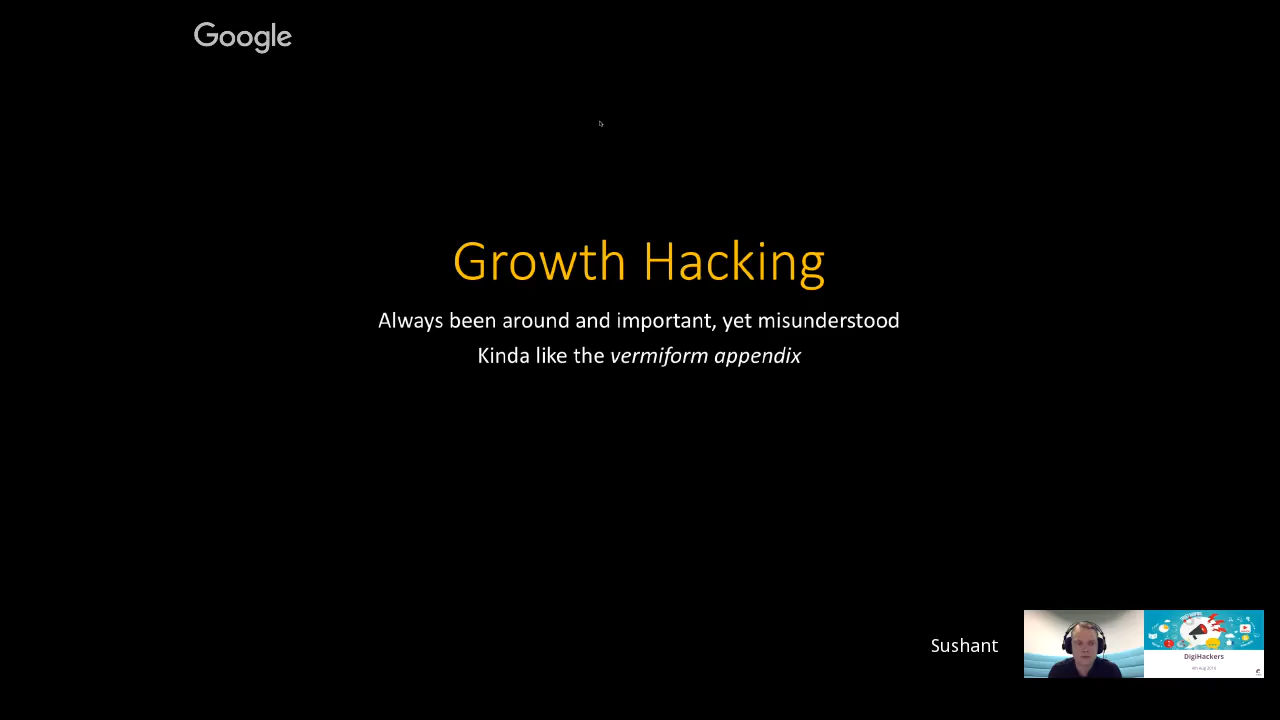 Google
Growth Hacking
Always been around and important, yet misunderstood
Kinda like the vermiform appendix
Sushant
DigiHackers